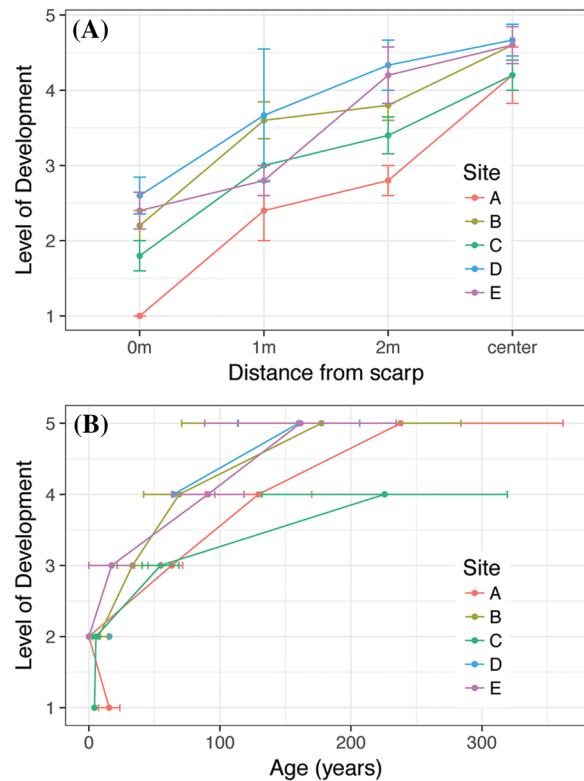 (A)
Level of Development
5
4
3
2
1
0m 1m 2m center
Distance from scarp
Site
A
B
C
D
E
(B)
Level of Development
5
4
3
2
1
0 100 200 300
Age (years)
Site
A
B
C
D
E